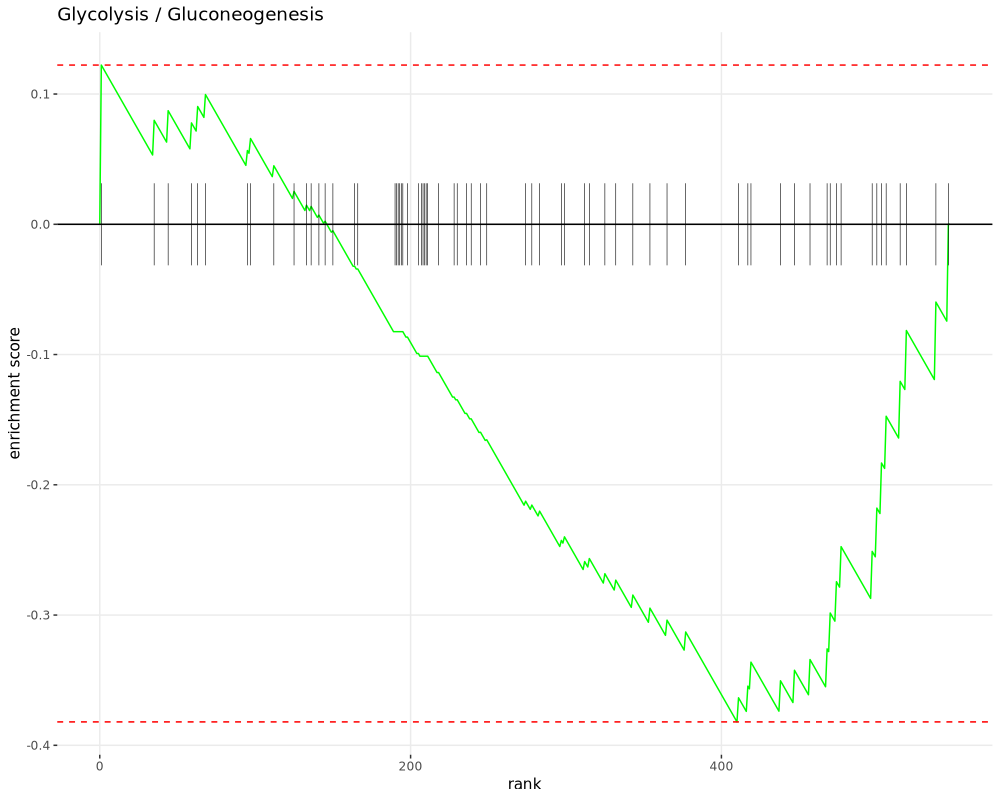 Glycolysis / Gluconeogenesis
0.1
0.0
-0.1
-0.2
-0.3
-0.4
enrichment score
0 200 400
rank